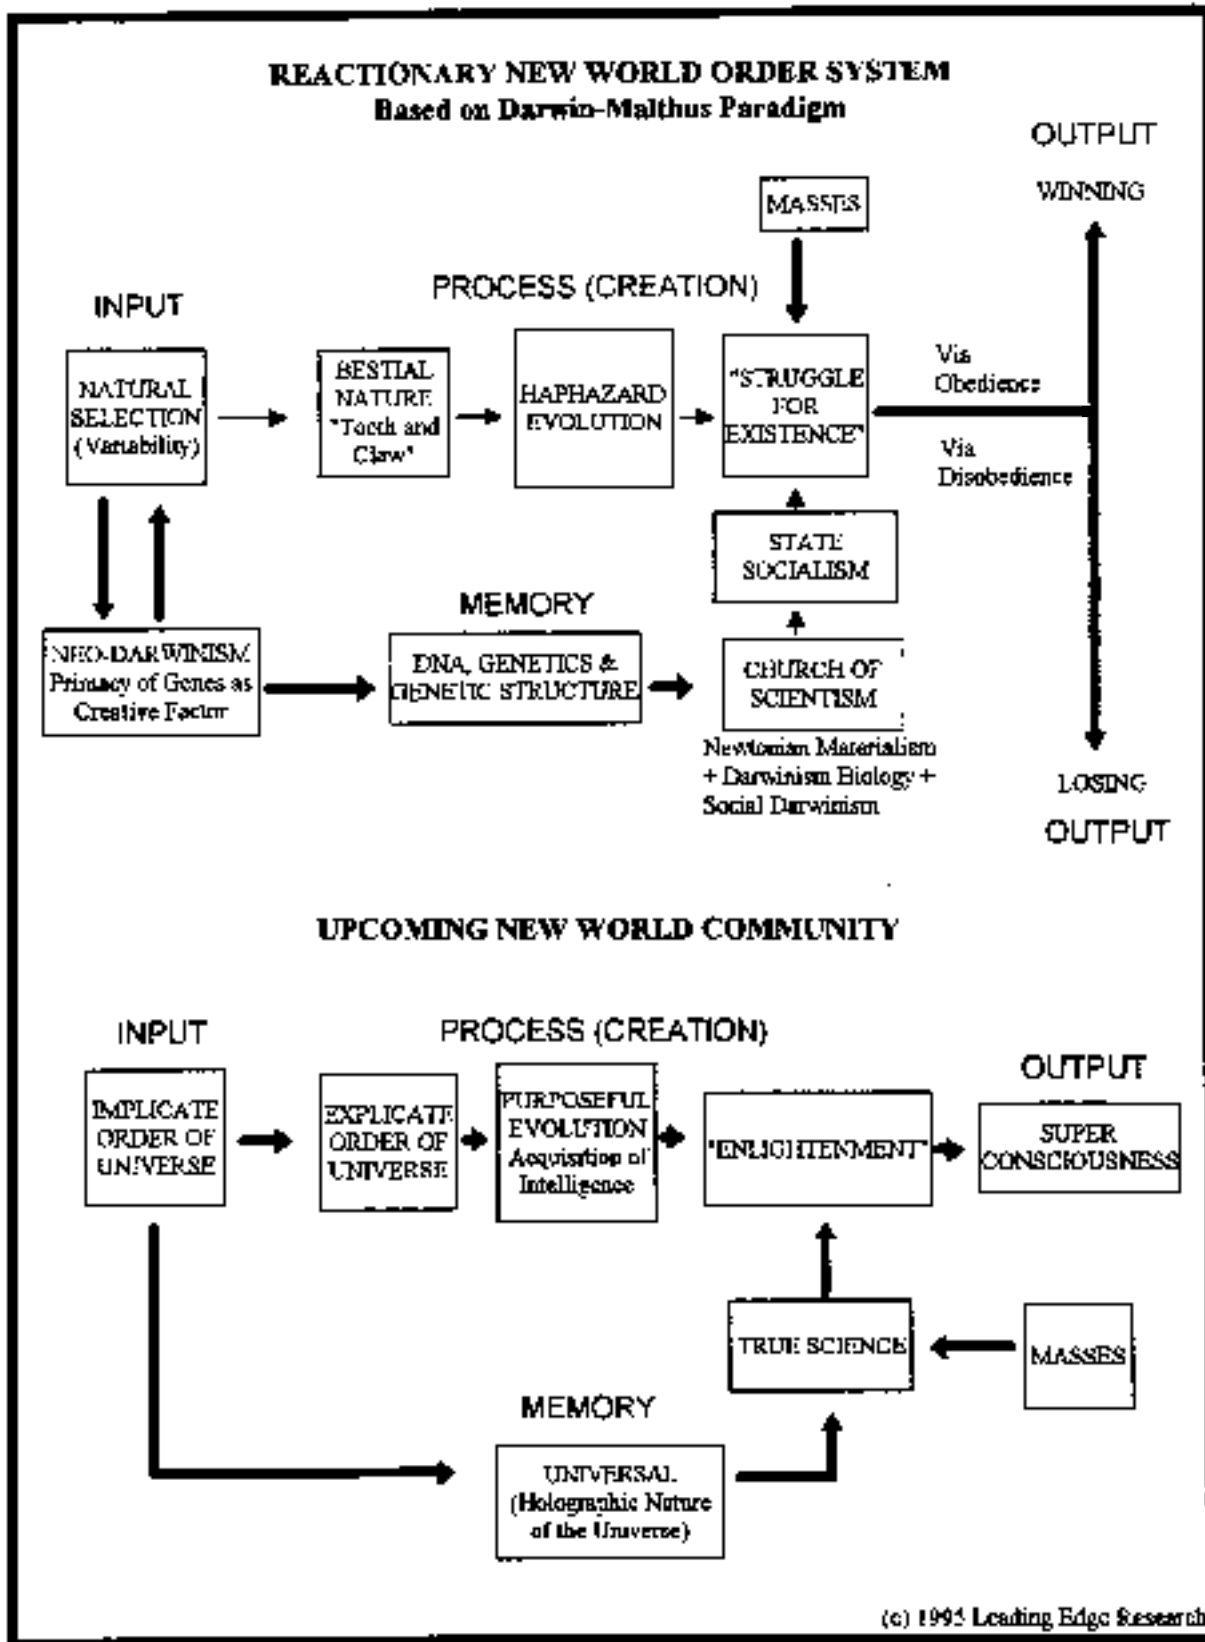 REACTIONARY NEW WORLD ORDER SYSTEM
Based on Darwin-Malthus Paradigm
OUTPUT
WINNING
MASSES
PROCESS (CREATION)
INPUT
NATURAL
SELECTION
(Variability)
BESTIAL
NATURE
"Tooth and
Claw"
HAPHAZARD
EVOLUTION
"STRUGGLE
FOR
EXISTENCE"
Via
Obedience
Via
Disobedience
STATE
SOCIALISM
MEMORY
NEO-DARWINISM
Primacy of Genes as
Creative Factor
DNA, GENETICS &
GENETIC STRUCTURE
CHURCH OF
SCIENTISM
Newtonian Materialism
+ Darwinism Biology +
Social Darwinism
LOSING
OUTPUT
UPCOMING NEW WORLD COMMUNITY
INPUT
PROCESS (CREATION)
OUTPUT
IMPLICATE
ORDER OF
UNIVERSE
EXPLICATE
ORDER OF
UNIVERSE
PURPOSEFUL
EVOLUTION
Acquisition of
Intelligence
"ENLIGHTENMENT"
SUPER
CONSCIOUSNESS
TRUE SCIENCE
MASSES
MEMORY
UNIVERSAL
(Holographic Nature
of the Universe)
(c) 1995 Leading Edge Research